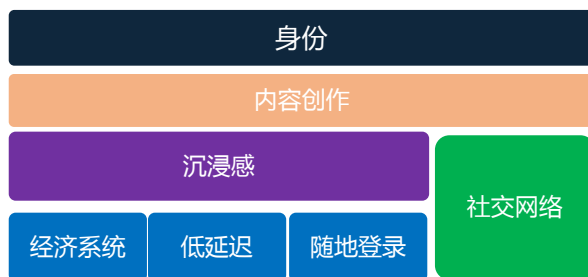 身份
内容创作
沉浸感
社交网络
经济系统
低延迟
随地登录